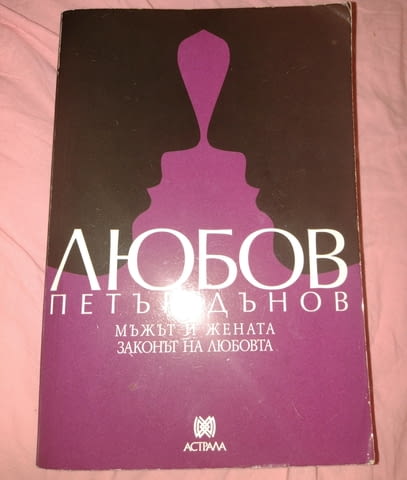 ЛЮБОВ
ПЕТЪР ДЪНОВ
МЪЖЪТ И ЖЕНАТА
ЗАКОНЪТ НА ЛЮБОВТА
АСТРАЛА